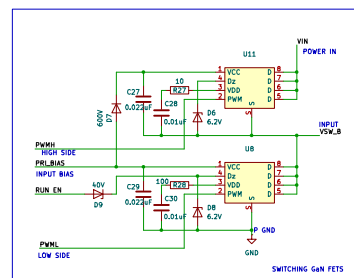 U11
VIN
POWER IN
1 VCC D 8
4 Dz D 7
3 VDD D 6
2 PWM D 5
S
10
R27
C27
0.022uF
C28
0.01uF
600V
D7
D6
6.2V
PWMH
HIGH SIDE
INPUT
VSW_B
PRI_BIAS
INPUT BIAS
U8
1 VCC D 8
4 Dz D 7
3 VDD D 6
2 PWM D 5
S
RUN EN
40V
D9
100
R28
C29
0.022uF
C30
0.01uF
D8
6.2V
P GND
GND
PWML
LOW SIDE
SWITCHING GaN FETS